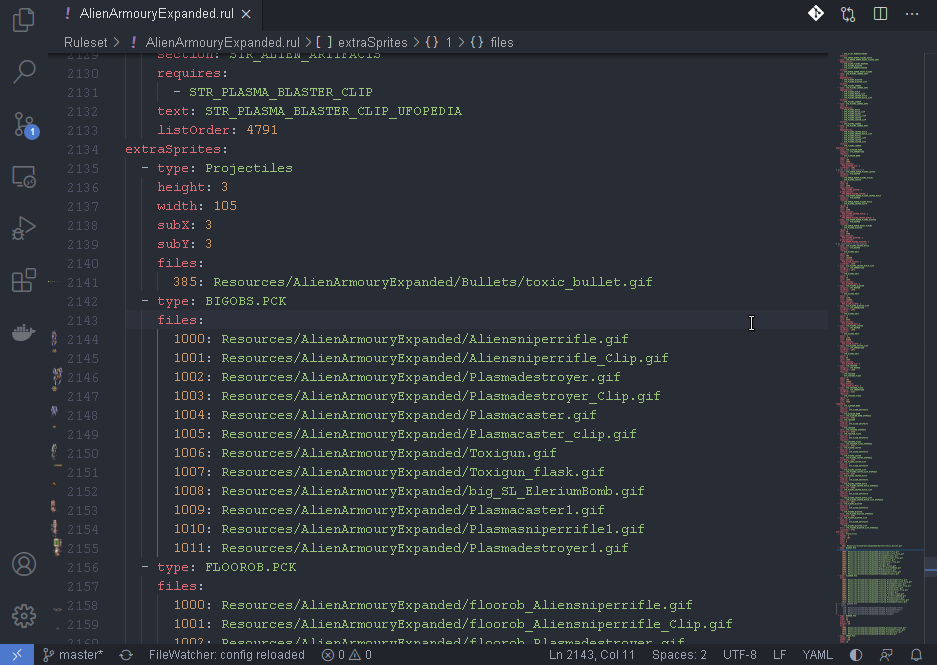 ! AlienArmouryExpanded.rul ×
Ruleset > ! AlienArmouryExpanded.rul > [ ] extraSprites > {} 1 > {} files
2129 section: STR_ALIEN_ARTIFACTS
2130 requires:
2131 - STR_PLASMA_BLASTER_CLIP
2132 text: STR_PLASMA_BLASTER_CLIP_UFOPEDIA
2133 listOrder: 4791
2134 extraSprites:
2135 - type: Projectiles
2136 height: 3
2137 width: 105
2138 subX: 3
2139 subY: 3
2140 files:
2141 385: Resources/AlienArmouryExpanded/Bullets/toxic_bullet.gif
2142 - type: BIGOBS.PCK
2143 files:
2144 1000: Resources/AlienArmouryExpanded/Aliensniperrifle.gif
2145 1001: Resources/AlienArmouryExpanded/Aliensniperrifle_Clip.gif
2146 1002: Resources/AlienArmouryExpanded/Plasmadestroyer.gif
2147 1003: Resources/AlienArmouryExpanded/Plasmadestroyer_Clip.gif
2148 1004: Resources/AlienArmouryExpanded/Plasmacaster.gif
2149 1005: Resources/AlienArmouryExpanded/Plasmacaster_clip.gif
2150 1006: Resources/AlienArmouryExpanded/Toxigun.gif
2151 1007: Resources/AlienArmouryExpanded/Toxigun_flask.gif
2152 1008: Resources/AlienArmouryExpanded/big_SL_EleriumBomb.gif
2153 1009: Resources/AlienArmouryExpanded/Plasmacaster1.gif
2154 1010: Resources/AlienArmouryExpanded/Plasmasniperrifle1.gif
2155 1011: Resources/AlienArmouryExpanded/Plasmadestroyer1.gif
2156 - type: FLOOROB.PCK
2157 files:
2158 1000: Resources/AlienArmouryExpanded/floorob_Aliensniperrifle.gif
2159 1001: Resources/AlienArmouryExpanded/floorob_Aliensniperrifle_Clip.gif
2160 1002: Resources/AlienArmouryExpanded/floorob_Plasmadestroyer.gif
1
master* FileWatcher: config reloaded 0 0 Ln 2143, Col 11 Spaces: 2 UTF-8 LF YAML